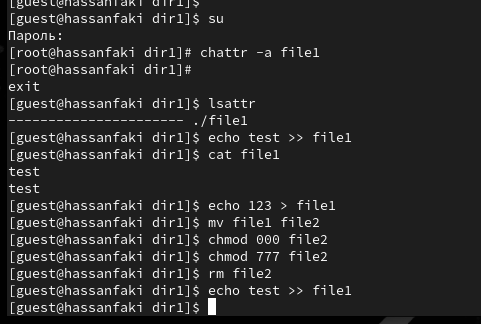 [guest@hassanfaki dir1]$
[guest@hassanfaki dir1]$ su
Пароль:
[root@hassanfaki dir1]# chattr -a file1
[root@hassanfaki dir1]#
exit
[guest@hassanfaki dir1]$ lsattr
---------------------- ./file1
[guest@hassanfaki dir1]$ echo test >> file1
[guest@hassanfaki dir1]$ cat file1
test
test
[guest@hassanfaki dir1]$ echo 123 > file1
[guest@hassanfaki dir1]$ mv file1 file2
[guest@hassanfaki dir1]$ chmod 000 file2
[guest@hassanfaki dir1]$ chmod 777 file2
[guest@hassanfaki dir1]$ rm file2
[guest@hassanfaki dir1]$ echo test >> file1
[guest@hassanfaki dir1]$